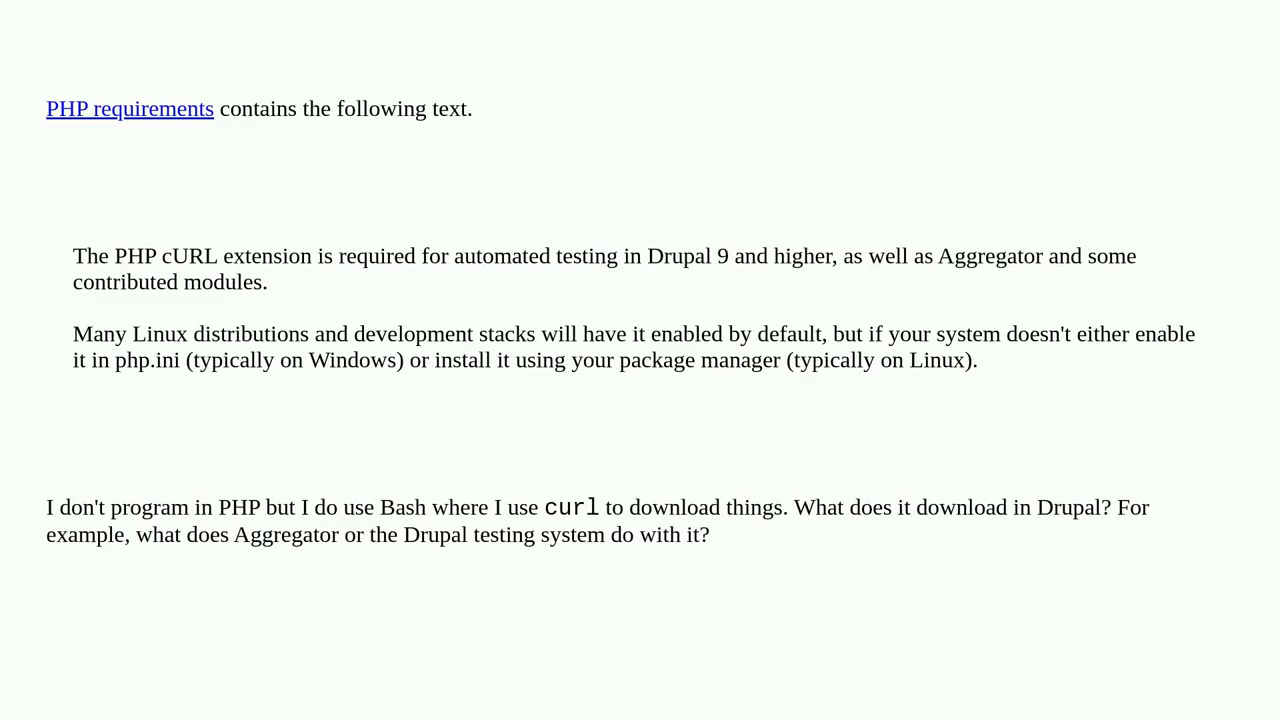 PHP requirements contains the following text.
The PHP cURL extension is required for automated testing in Drupal 9 and higher, as well as Aggregator and some
contributed modules.
Many Linux distributions and development stacks will have it enabled by default, but if your system doesn't either enable
it in php.ini (typically on Windows) or install it using your package manager (typically on Linux).
I don't program in PHP but I do use Bash where I use curl to download things. What does it download in Drupal? For
example, what does Aggregator or the Drupal testing system do with it?